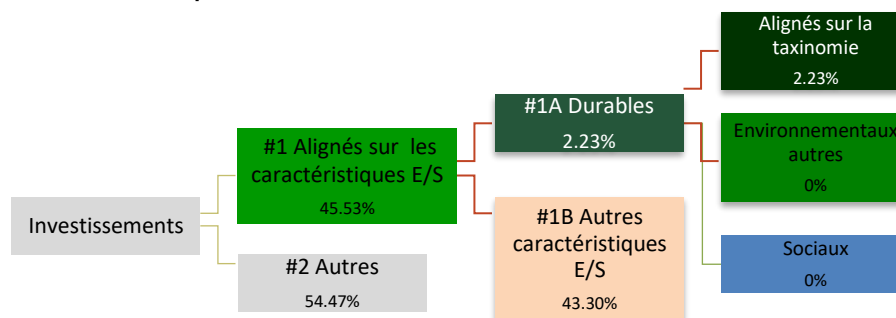 Investissements
#1 Alignés sur les
caractéristiques E/S
45.53%
#2 Autres
54.47%
#1A Durables
2.23%
#1B Autres
caractéristiques
E/S
43.30%
Alignés sur la
taxinomie
2.23%
Environnementaux
autres
0%
Sociaux
0%